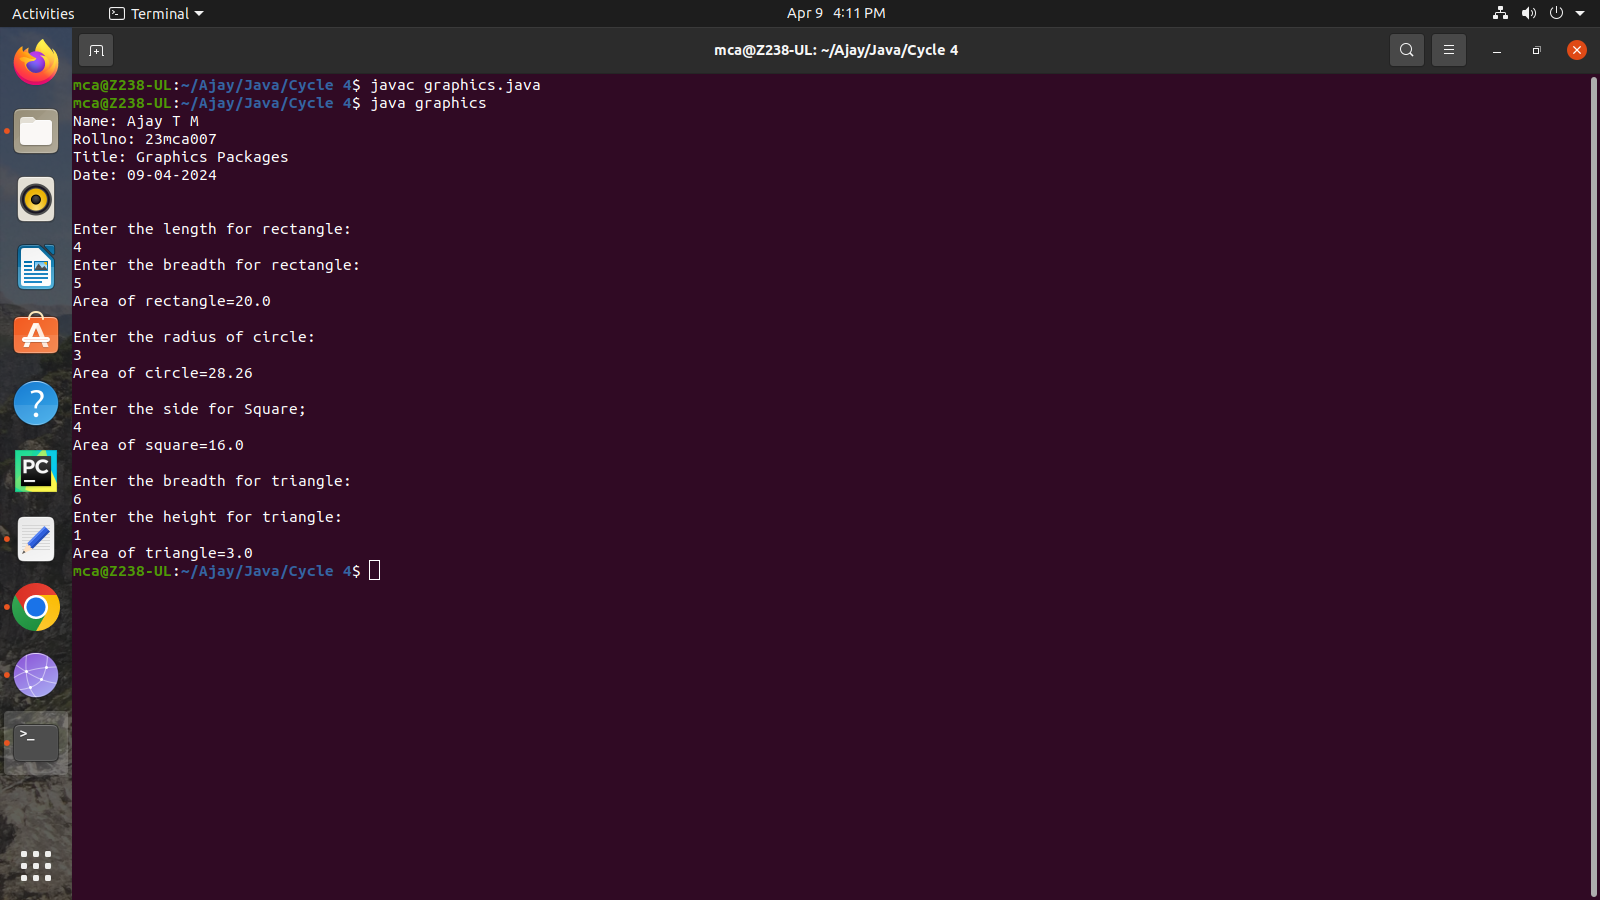 Activities
Terminal
Apr 9 4:11 PM
mca@Z238-UL: ~/Ajay/Java/Cycle 4
mca@Z238-UL:~/Ajay/Java/Cycle 4$ javac graphics.java
mca@Z238-UL:~/Ajay/Java/Cycle 4$ java graphics
Name: Ajay T M
Rollno: 23mca007
Title: Graphics Packages
Date: 09-04-2024
Enter the length for rectangle:
4
Enter the breadth for rectangle:
5
Area of rectangle=20.0
Enter the radius of circle:
3
Area of circle=28.26
Enter the side for Square;
4
Area of square=16.0
Enter the breadth for triangle:
6
Enter the height for triangle:
1
Area of triangle=3.0
mca@Z238-UL:~/Ajay/Java/Cycle 4$
PC